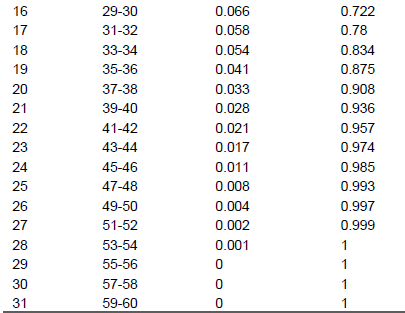 16 29-30 0.066 0.722
17 31-32 0.058 0.78
18 33-34 0.054 0.834
19 35-36 0.041 0.875
20 37-38 0.033 0.908
21 39-40 0.028 0.936
22 41-42 0.021 0.957
23 43-44 0.017 0.974
24 45-46 0.011 0.985
25 47-48 0.008 0.993
26 49-50 0.004 0.997
27 51-52 0.002 0.999
28 53-54 0.001 1
29 55-56 0 1
30 57-58 0 1
31 59-60 0 1